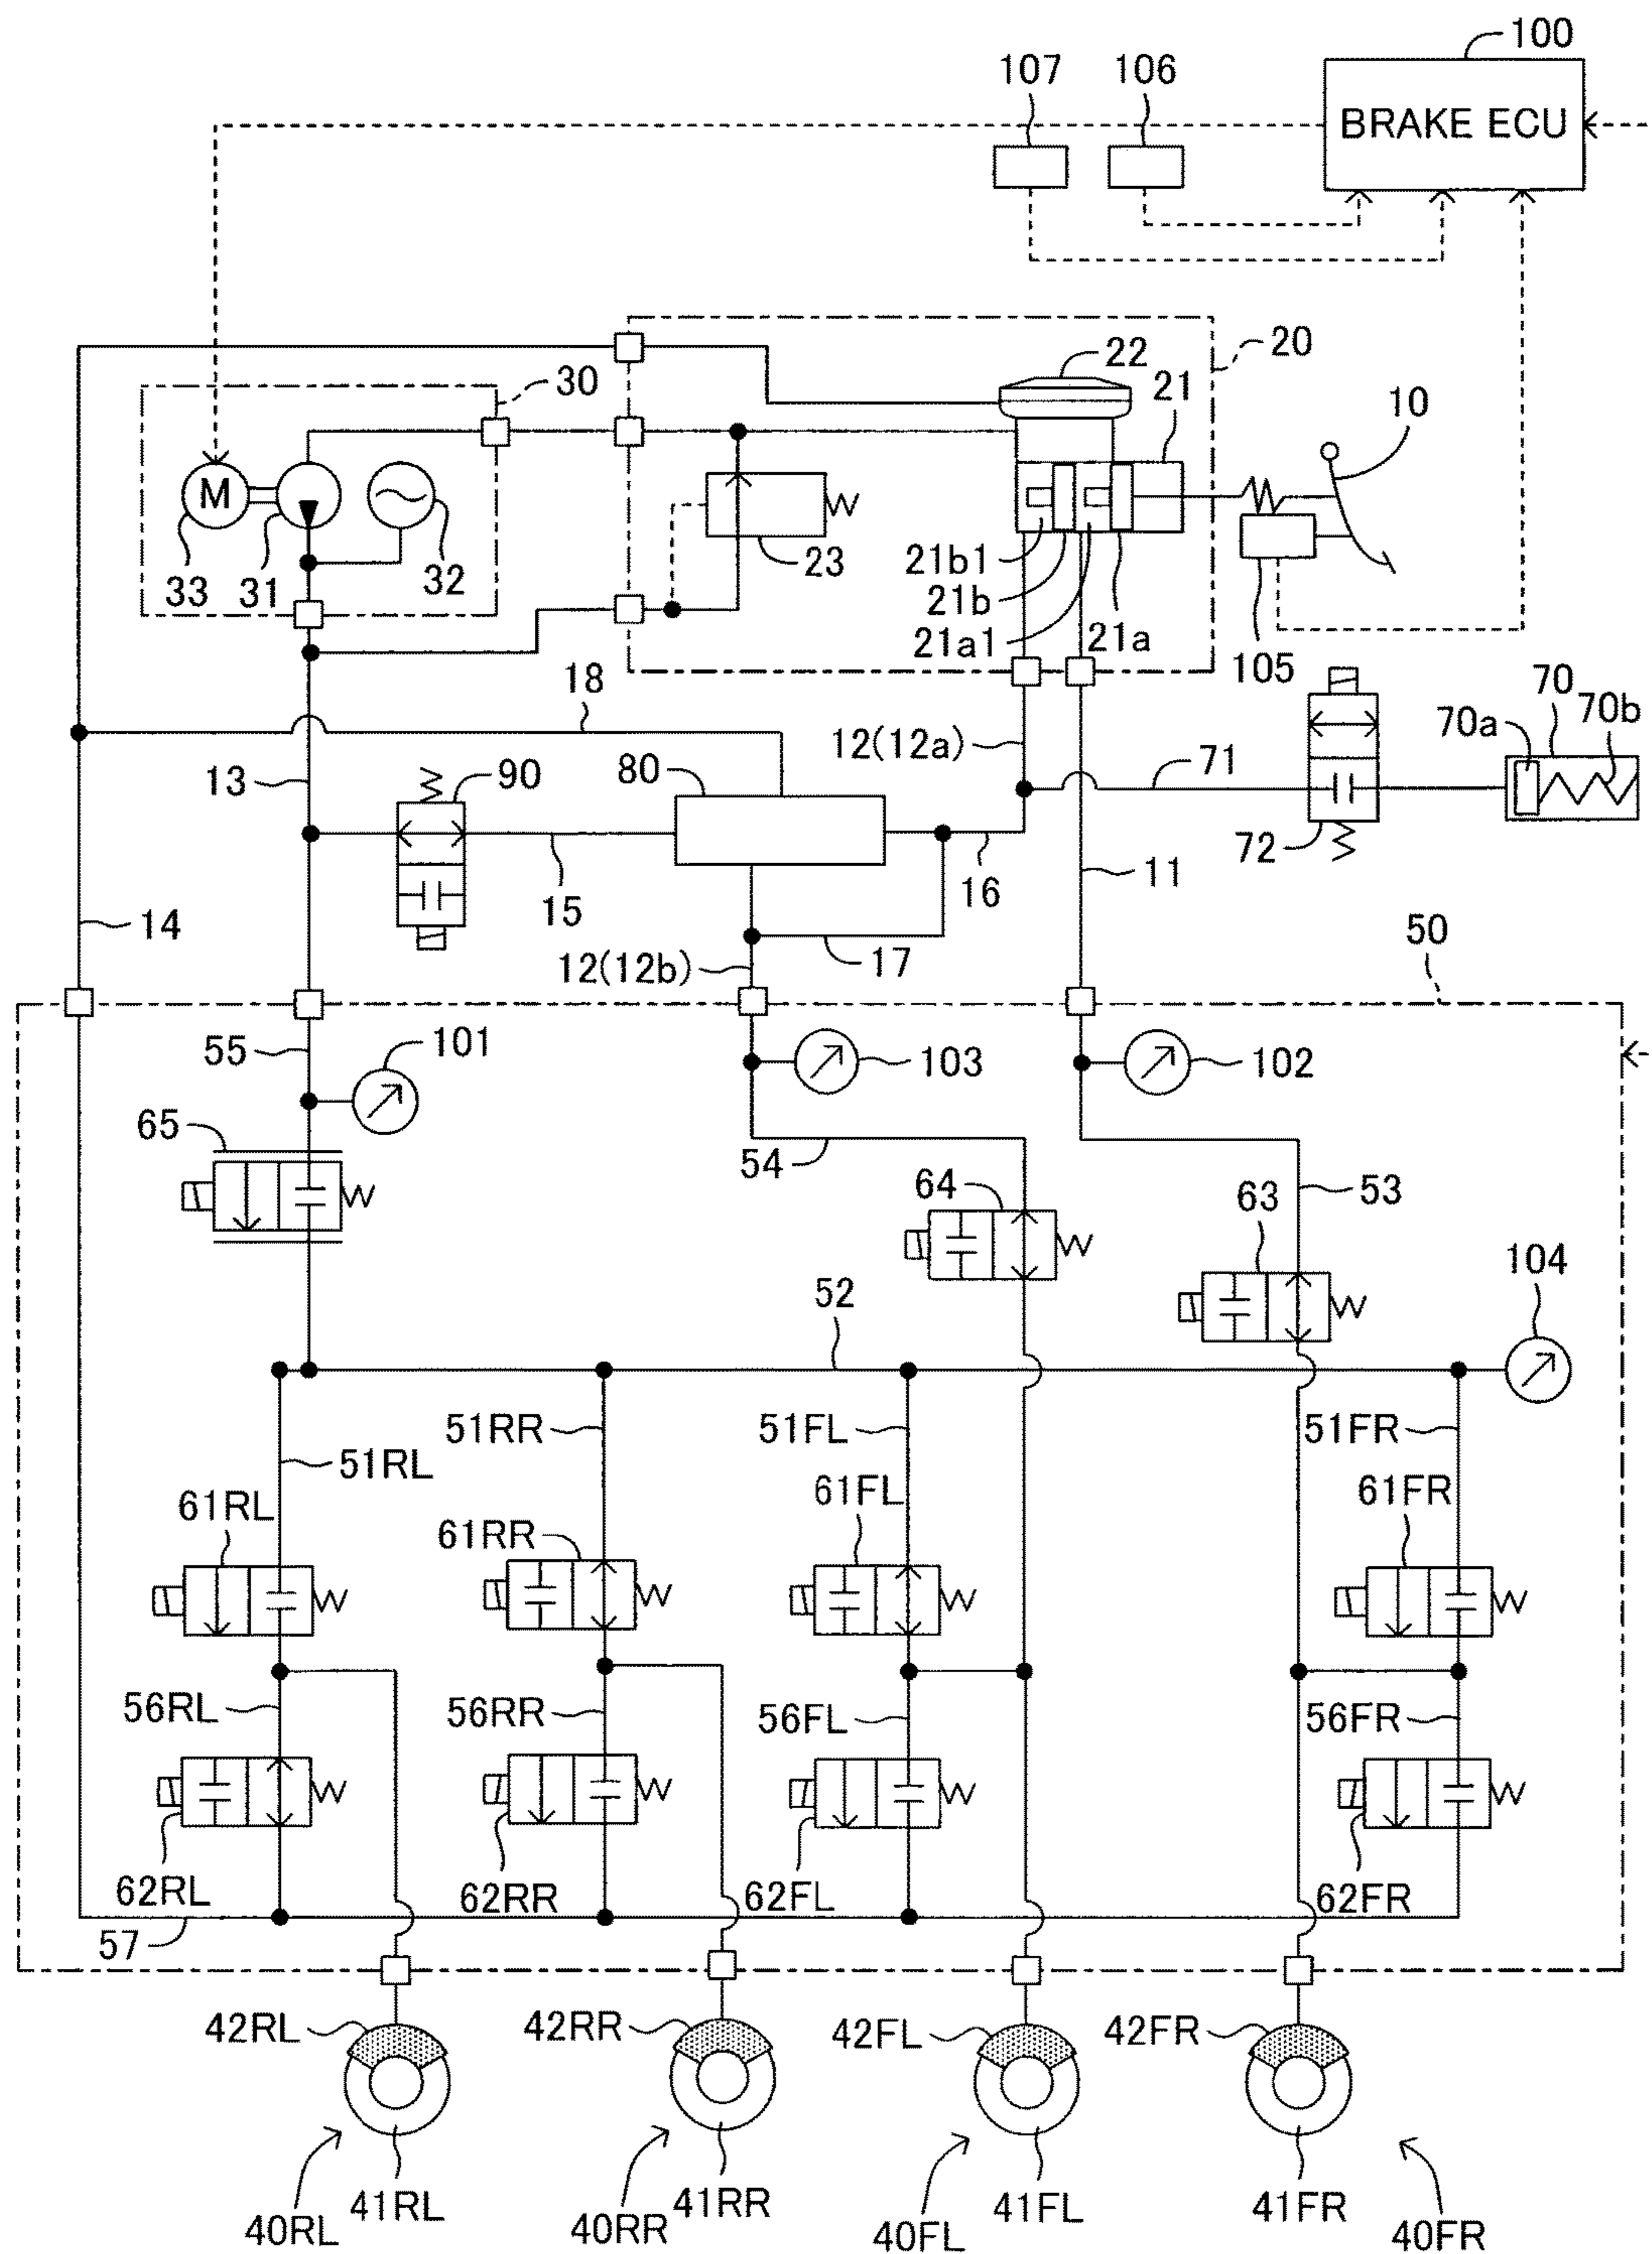 100
107 106
BRAKE ECU
20
22
30
21
10
M
33 31 32
23
21b1
21b
21a1
21a
105
18
70
70a 70b
12(12a)
71
13
90 80
72
14
15
16
11
17
12(12b)
50
55
101
103
102
65
54
64
63
53
104
52
51RR 51FL 51FR
51RL
61RL
61FL 61FR
61RR
56RL 56RR 56FL 56FR
62RL 62RR 62FL 62FR
57
42RL 42RR 42FL 42FR
41RL 41RR 41FL 41FR
40RL 40RR 40FL 40FR